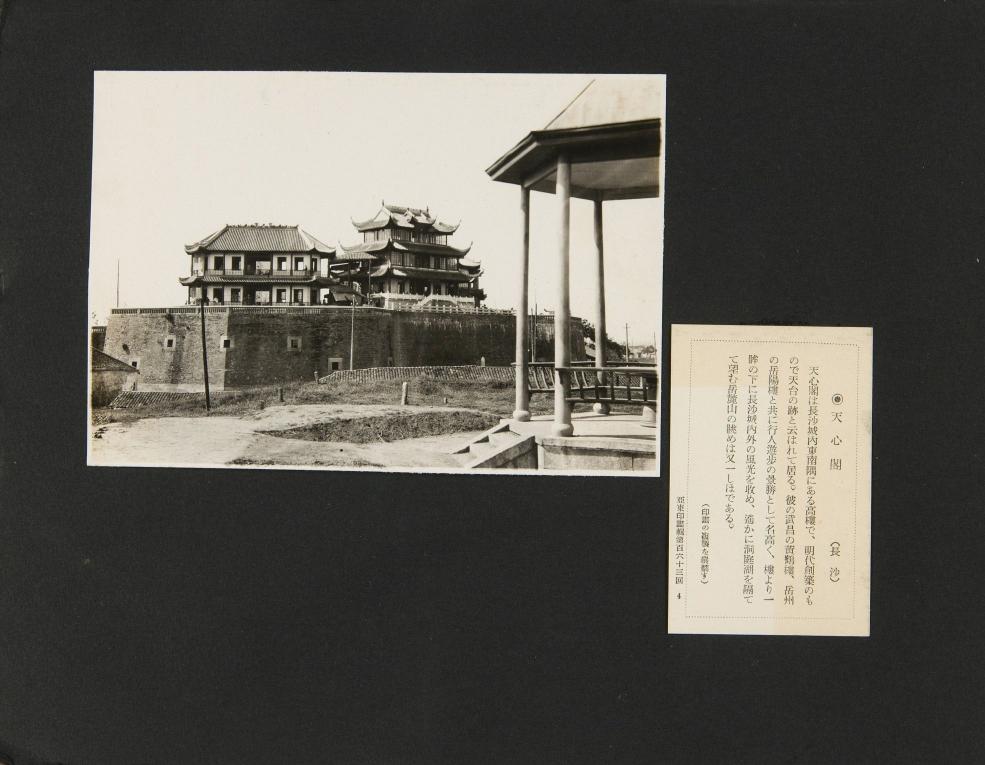 ◉天心閣 （長沙）
天心閣は長沙城內東南隅にある高樓で、明代創築のも
ので天台の跡と云はれて居る。彼の武昌の黃鶴樓、岳州
の岳陽樓と共に行人遊步の景勝として名高く、樓より一
眸の下に長沙城內外の風光を收め、遙かに洞庭湖を隔て
て望む岳麓山の眺めは又一しほである。
（印畫の複製を嚴禁す）
亞東印畫輯第百六十三回 4